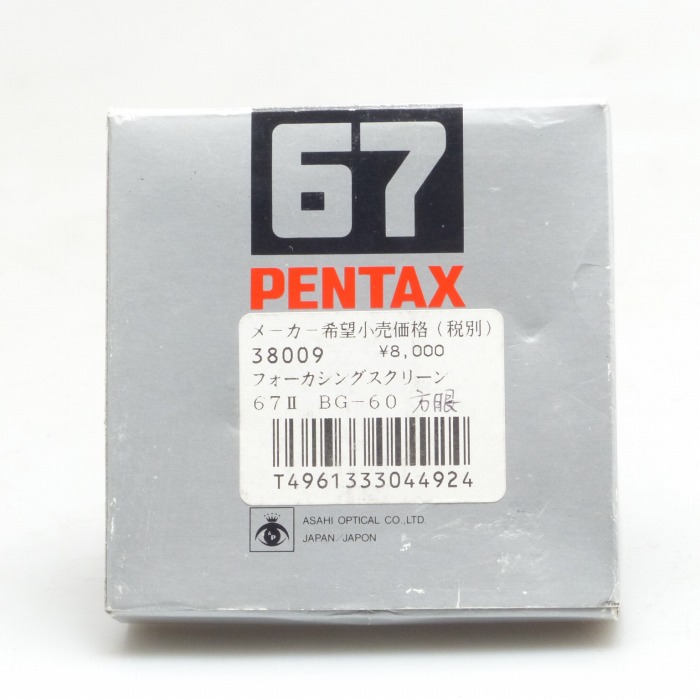 67
PENTAX
メーカー希望小売価格(税別)
38009 ¥8,000
フォーカシングスクリーン
67Ⅱ BG-60 方眼
T4961333044924
ASAHI OPTICAL CO.,LTD.
JAPAN/JAPON